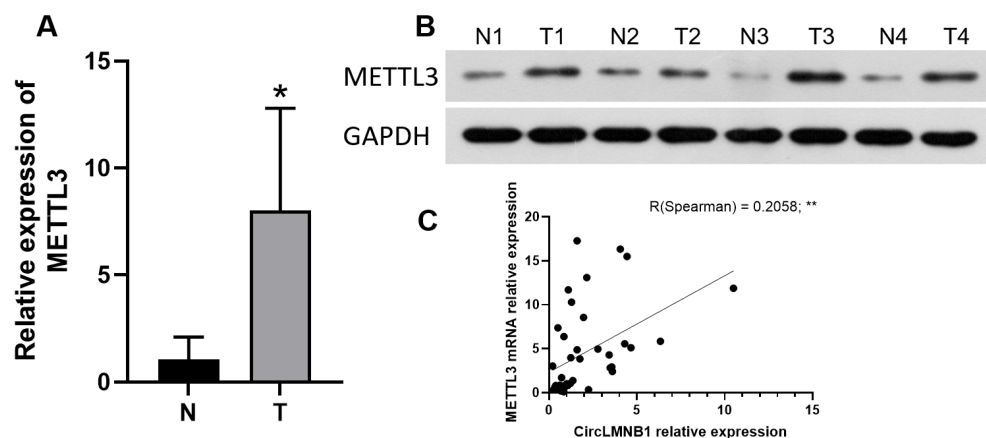 A
Relative expression of
METTL3
15
10
5
0
N
T
*
B
N1 T1 N2 T2 N3 T3 N4 T4
METTL3
GAPDH
C
R(Spearman) = 0.2058; **
METTL3 mRNA relative expression
20
15
10
5
0
0 5 10 15
CircLMNB1 relative expression